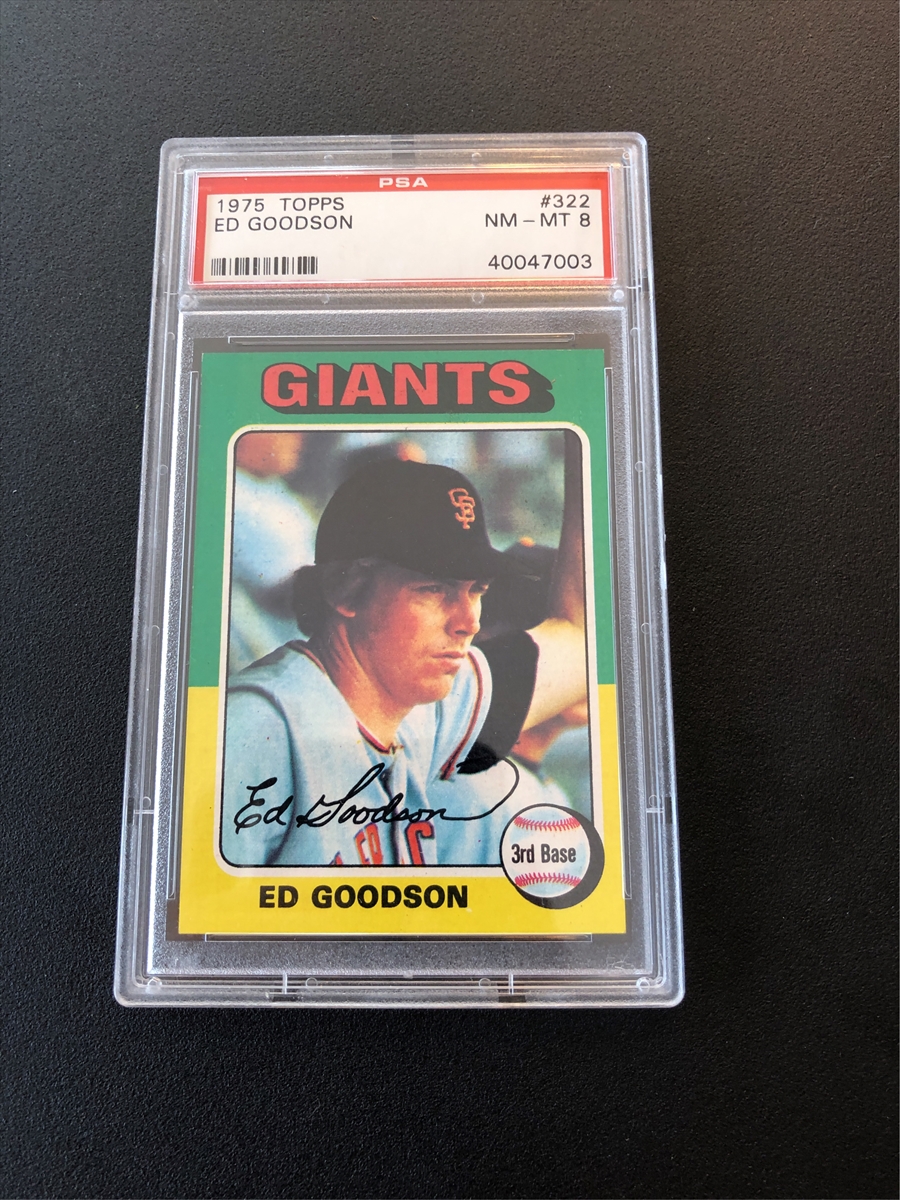 PSA
1975 TOPPS #322
ED GOODSON NM - MT 8
40047003
GIANTS
SF
Ed Goodson
3rd Base
ED GOODSON